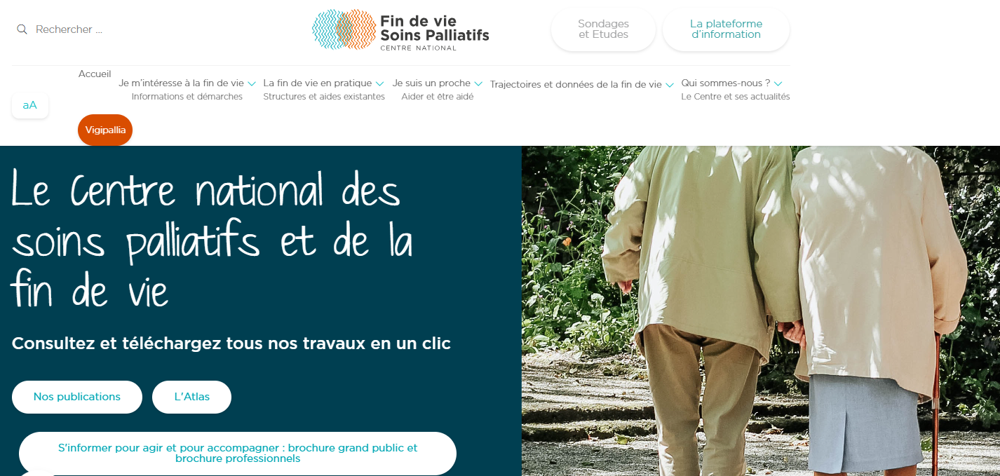 Rechercher ...
Fin de vie
Soins Palliatifs
CENTRE NATIONAL
Sondages
et Etudes
La plateforme
d'information
Accueil
Je m'intéresse à la fin de vie
Informations et démarches
La fin de vie en pratique
Structures et aides existantes
Je suis un proche
Aider et être aidé
Trajectoires et données de la fin de vie
Qui sommes-nous ?
Le Centre et ses actualités
aA
Vigipallia
Le Centre national des
soins palliatifs et de la
fin de vie
Consultez et téléchargez tous nos travaux en un clic
Nos publications
L'Atlas
S'informer pour agir et pour accompagner : brochure grand public et
brochure professionnels